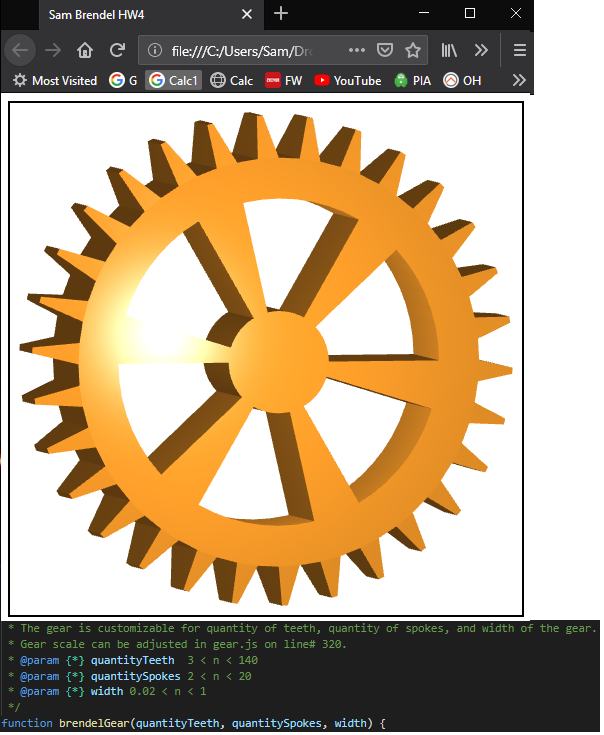 Sam Brendel HW4
file:///C:/Users/Sam/Dr
Most Visited G Calc1 Calc FW YouTube PIA OH
* The gear is customizable for quantity of teeth, quantity of spokes, and width of the gear.
* Gear scale can be adjusted in gear.js on line# 320.
* @param {*} quantityTeeth 3 < n < 140
* @param {*} quantitySpokes 2 < n < 20
* @param {*} width 0.02 < n < 1
*/
function brendelGear(quantityTeeth, quantitySpokes, width) {